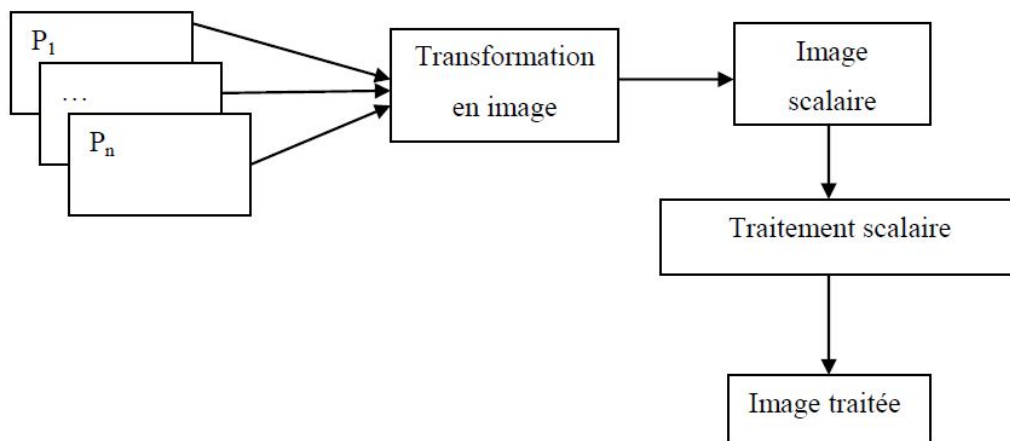 P1
…
Pn
Transformation
en image
Image
scalaire
Traitement scalaire
Image traitée